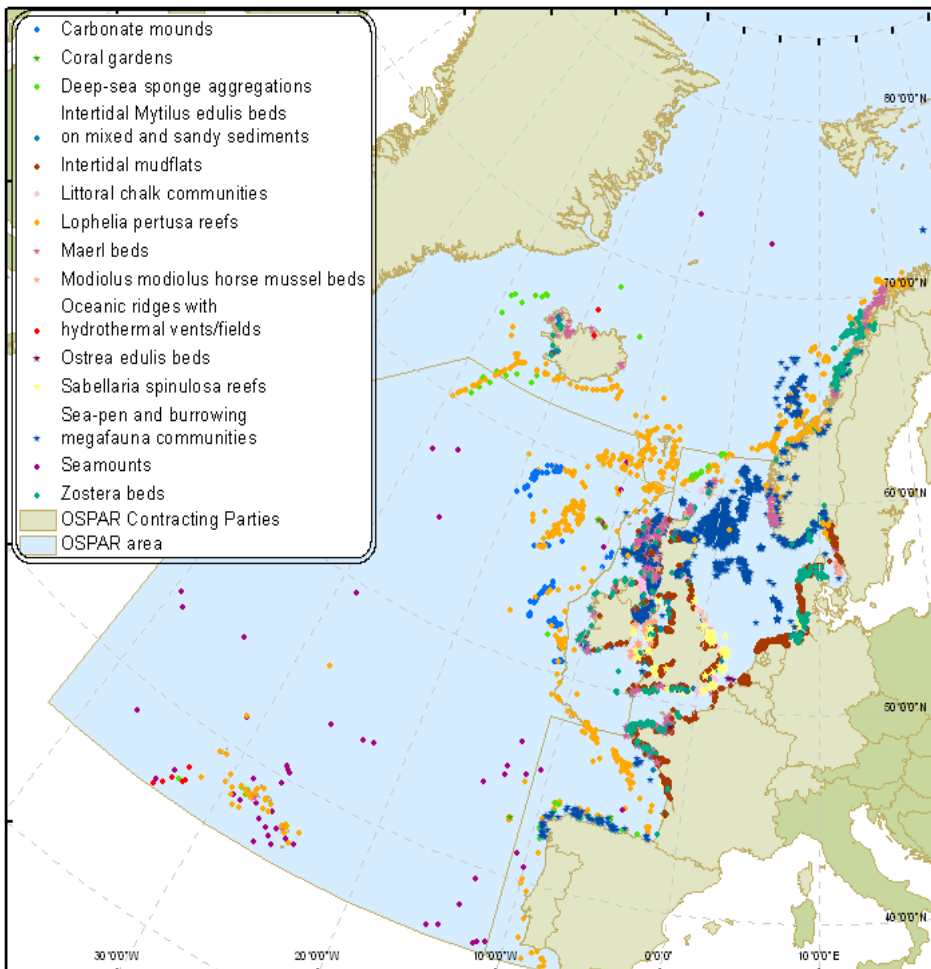 Carbonate mounds
Coral gardens
Deep-sea sponge aggregations
Intertidal Mytilus edulis beds
on mixed and sandy sediments
Intertidal mudflats
Littoral chalk communities
Lophelia pertusa reefs
Maerl beds
Modiolus modiolus horse mussel beds
Oceanic ridges with
hydrothermal vents/fields
Ostrea edulis beds
Sabellaria spinulosa reefs
Sea-pen and burrowing
megafauna communities
Seamounts
Zostera beds
OSPAR Contracting Parties
OSPAR area
80°0'0"N
70°0'0"N
60°0'0"N
50°0'0"N
40°0'0"N
30°0'0"W
20°0'0"W
10°0'0"W
0°0'0"
10°0'0"E